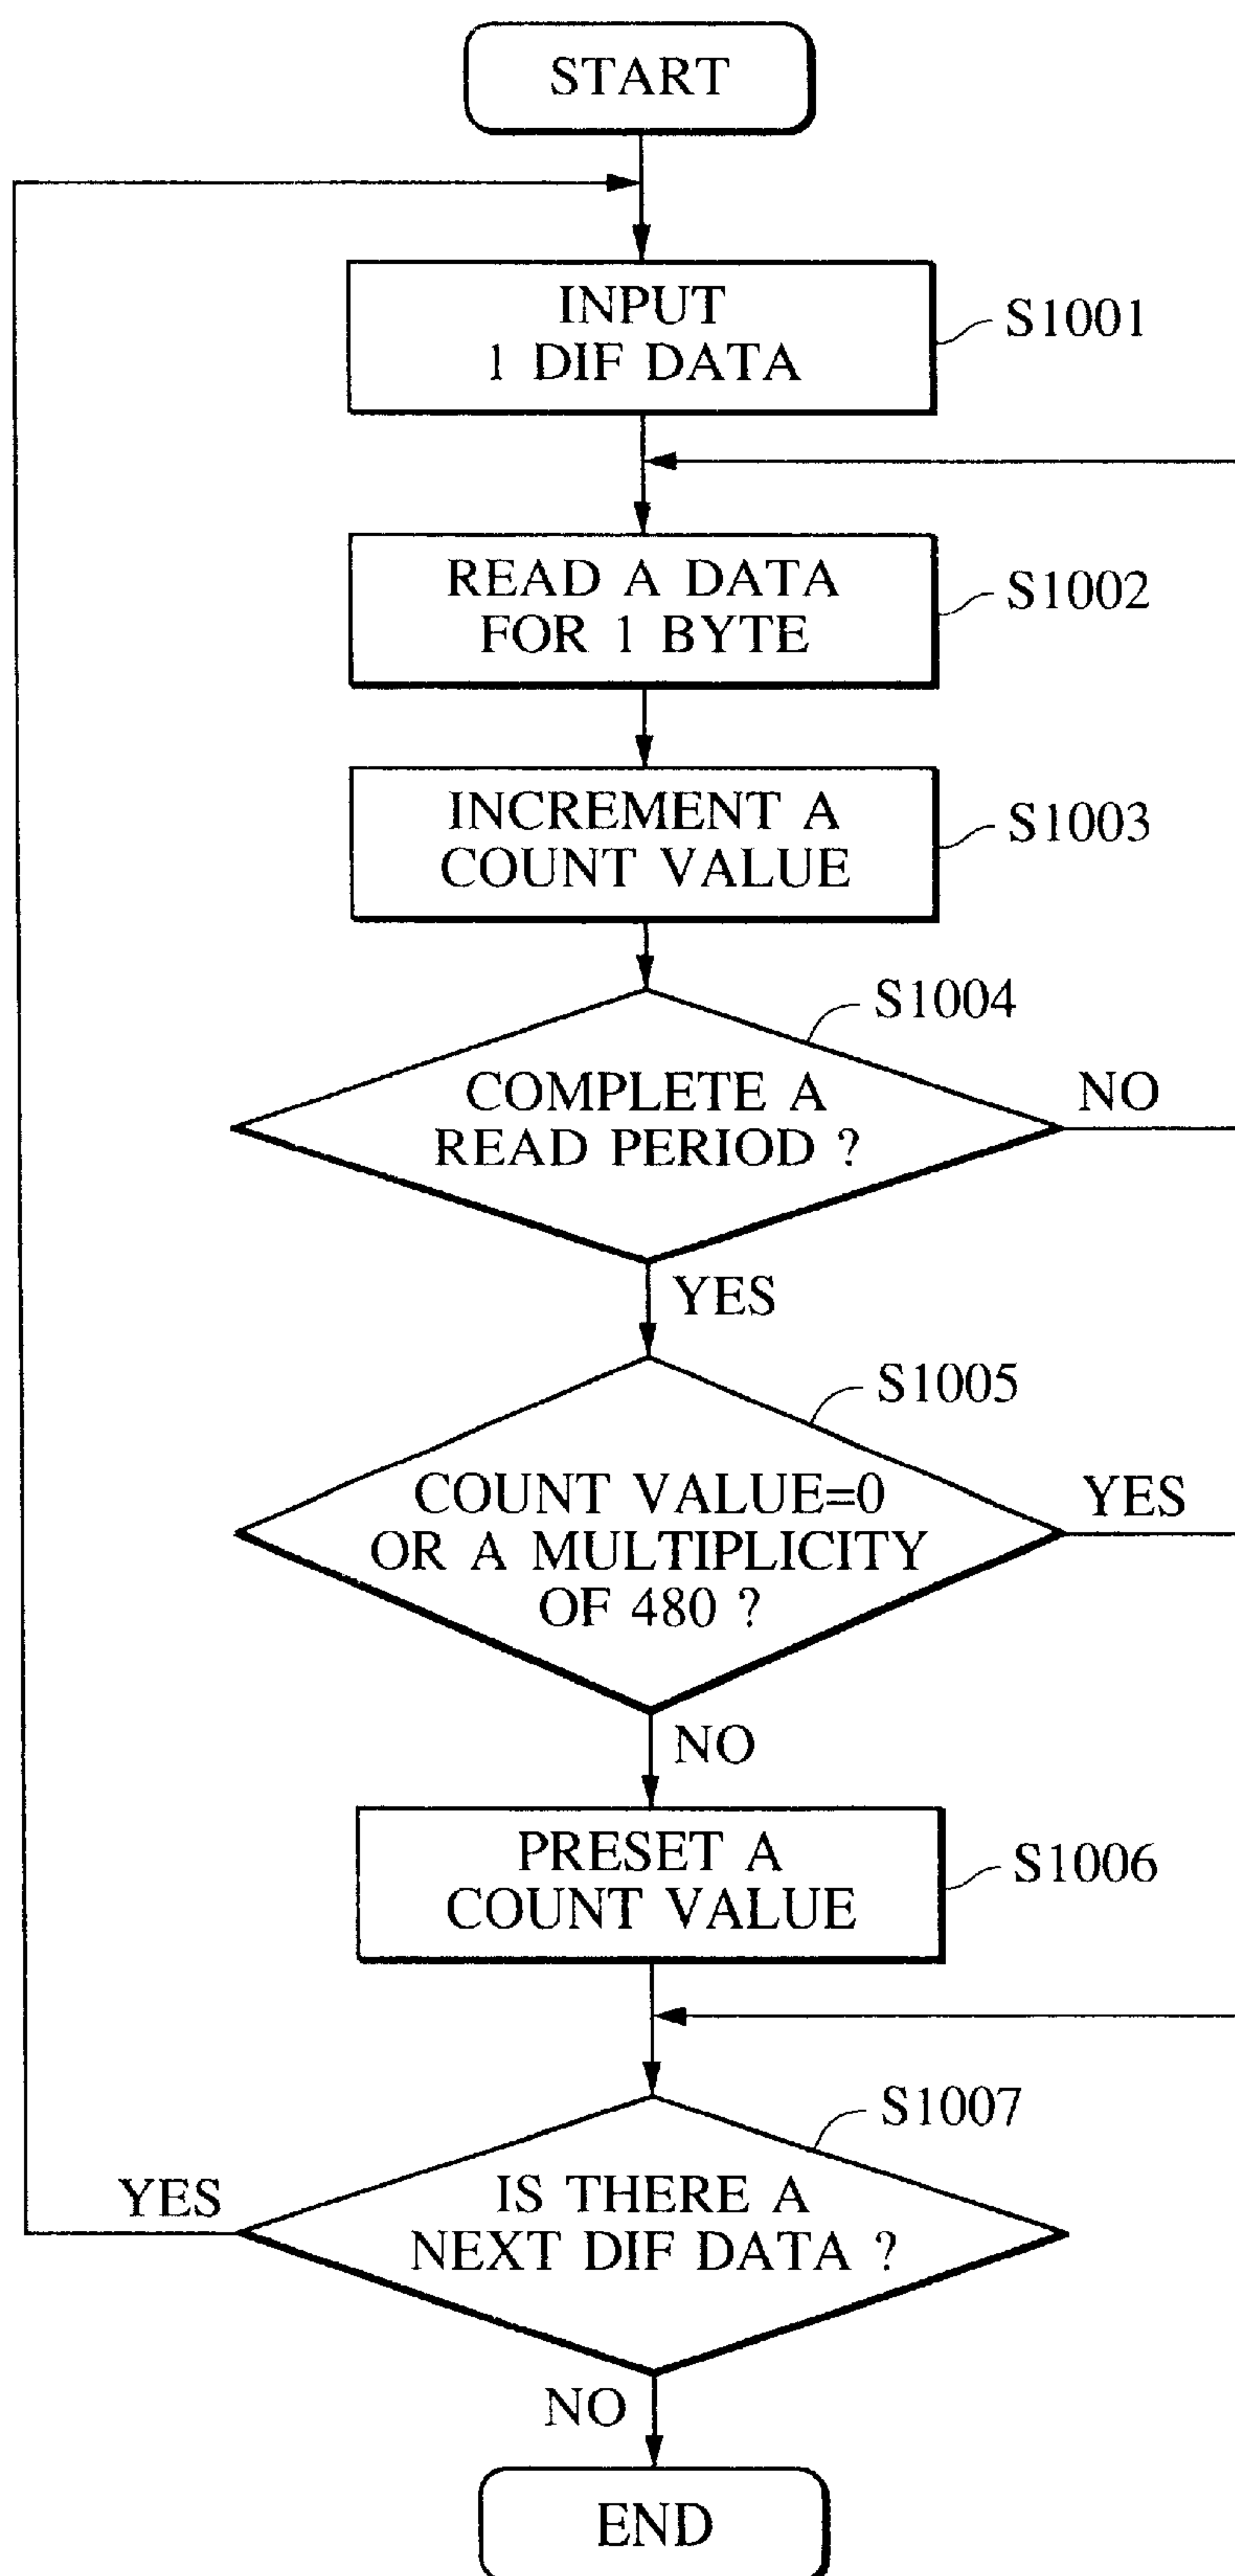 START
INPUT
1 DIF DATA
S1001
READ A DATA
FOR 1 BYTE
S1002
INCREMENT A
COUNT VALUE
S1003
S1004
COMPLETE A
READ PERIOD ?
NO
YES
S1005
COUNT VALUE=0
OR A MULTIPLICITY
OF 480 ?
YES
NO
PRESET A
COUNT VALUE
S1006
S1007
IS THERE A
NEXT DIF DATA ?
YES
NO
END